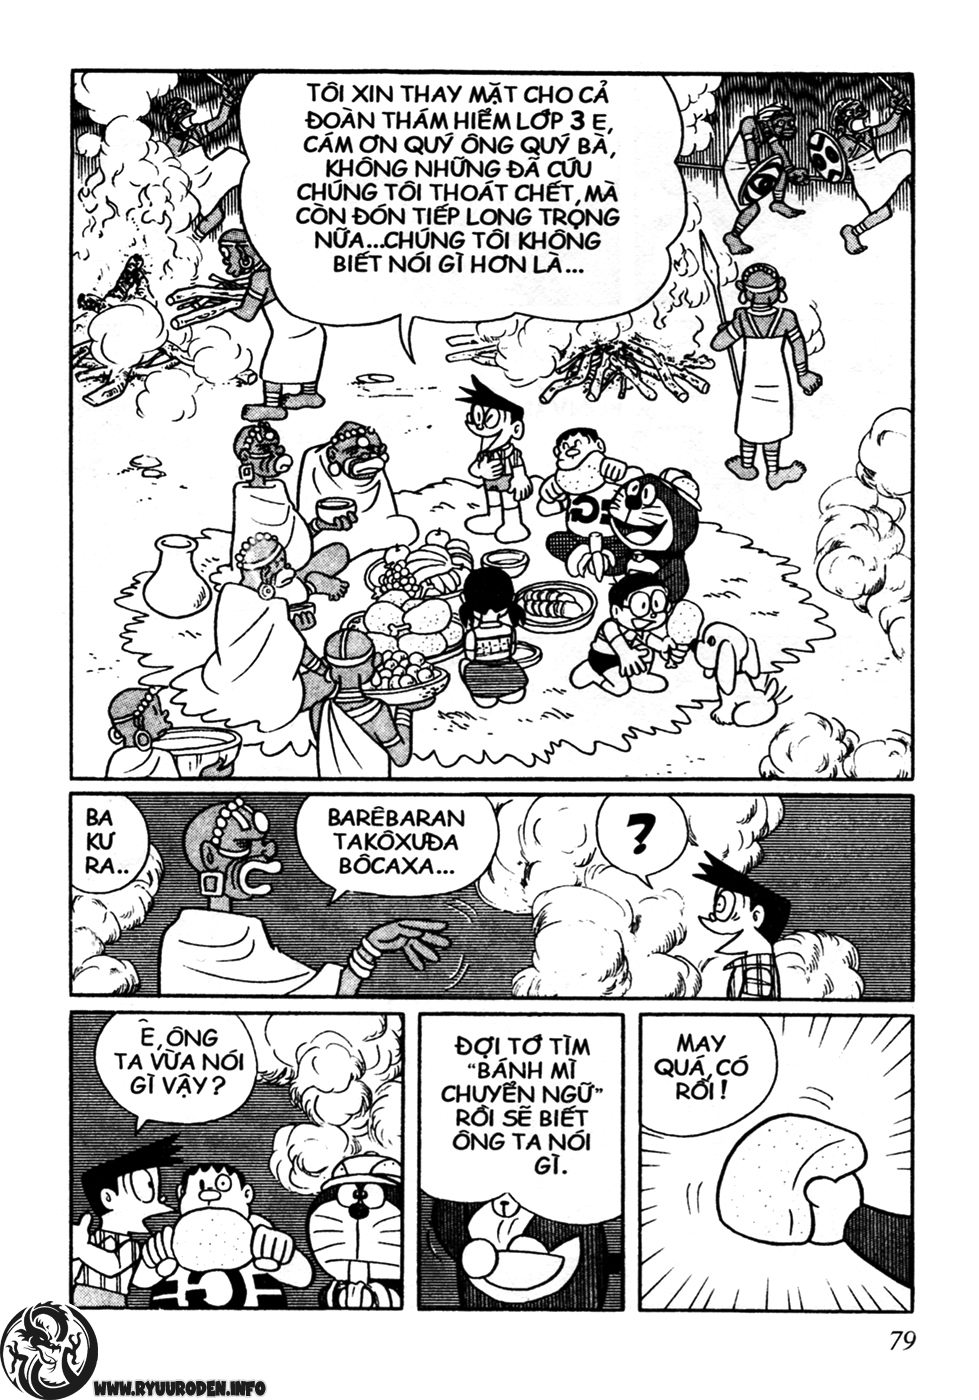 TÔI XIN THAY MẶT CHO CẢ
ĐOÀN THÁM HIỂM LỚP 3 E,
CÁM ƠN QUÝ ÔNG QUÝ BÀ,
KHÔNG NHỮNG ĐÃ CỨU
CHÚNG TÔI THOÁT CHẾT, MÀ
CÒN ĐÓN TIẾP LONG TRỌNG
NỮA...CHÚNG TÔI KHÔNG
BIẾT NÓI GÌ HƠN LÀ...
BA
KƯ
RA..
BARÊBARAN
TAKÔXUĐA
BÔCAXA...
?
Ê, ÔNG
TA VỪA NÓI
GÌ VẬY?
ĐỢI TỚ TÌM
"BÁNH MÌ
CHUYỂN NGỮ"
RỒI SẼ BIẾT
ÔNG TA NÓI
GÌ.
MAY
QUÁ, CÓ
RỒI!
79
WWW.RYUURODEN.INFO